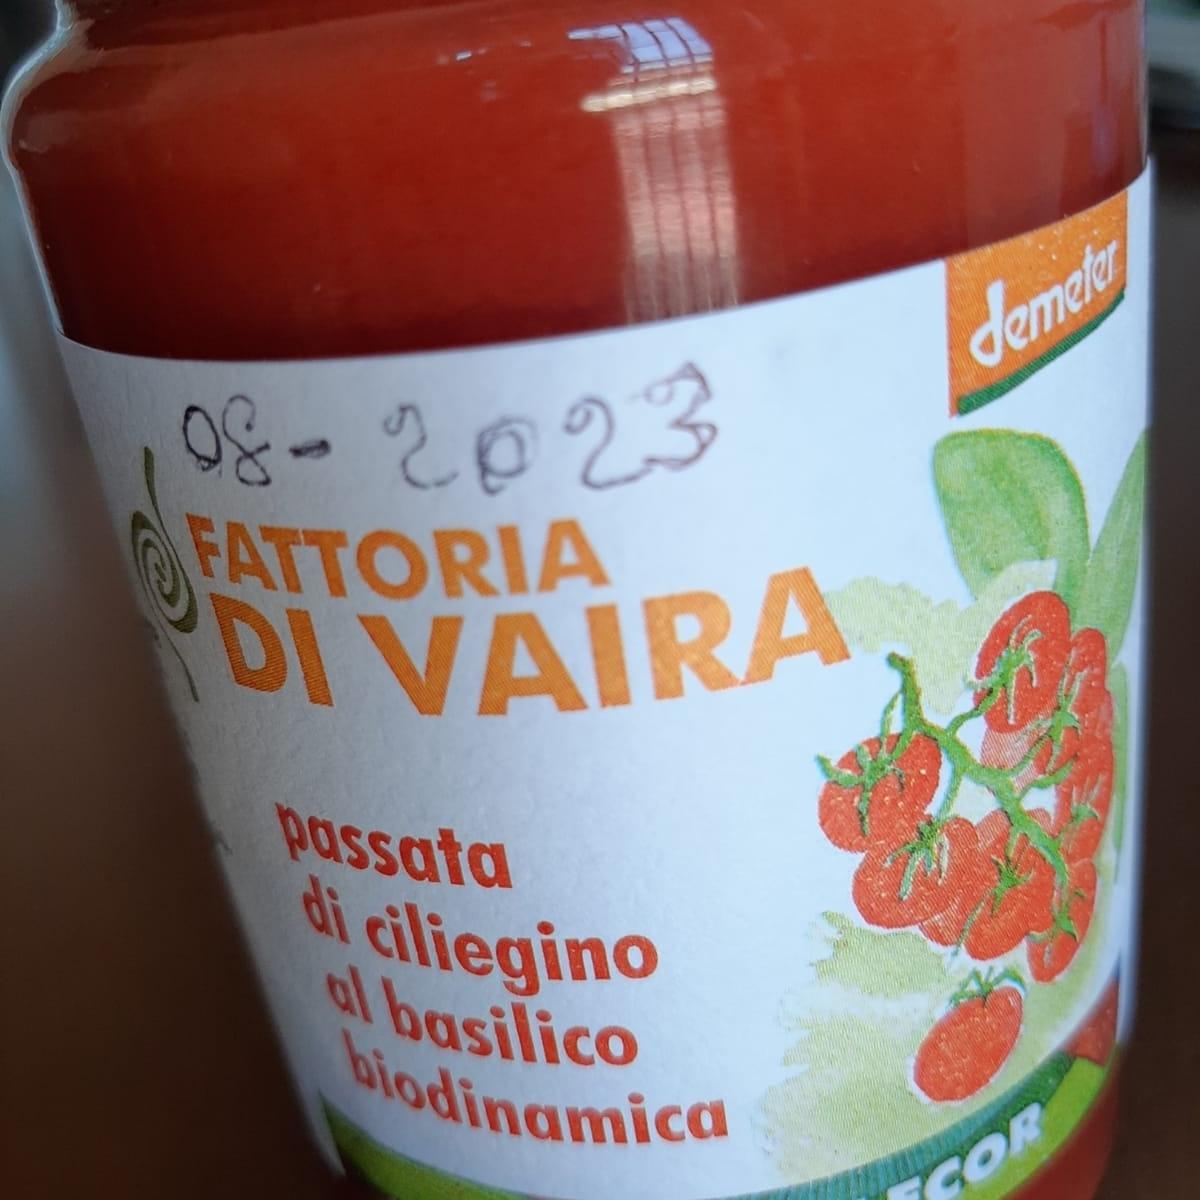 demeter
08-2023
FATTORIA
DI VAIRA
passata
di ciliegino
al basilico
biodinamica
ECOR